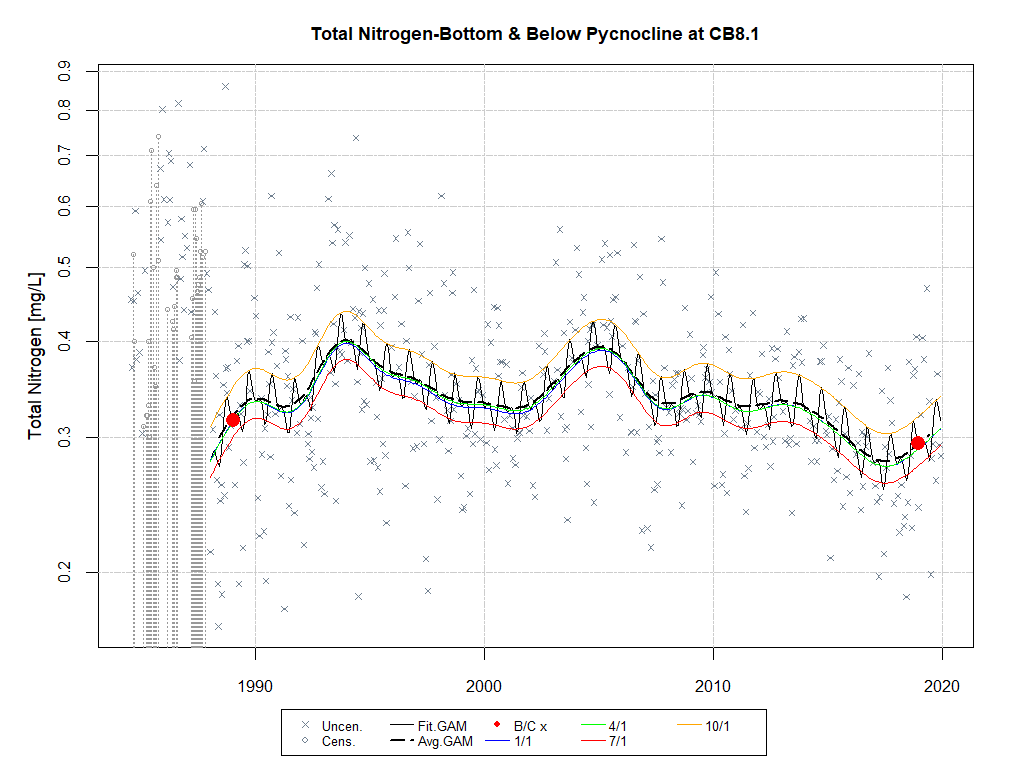 Total Nitrogen-Bottom & Below Pycnocline at CB8.1
Total Nitrogen [mg/L]
0.9
0.8
0.7
0.6
0.5
0.4
0.3
0.2
1990 2000 2010 2020
Uncen. Fit.GAM B/C x 4/1 10/1
Cens. Avg.GAM 1/1 7/1